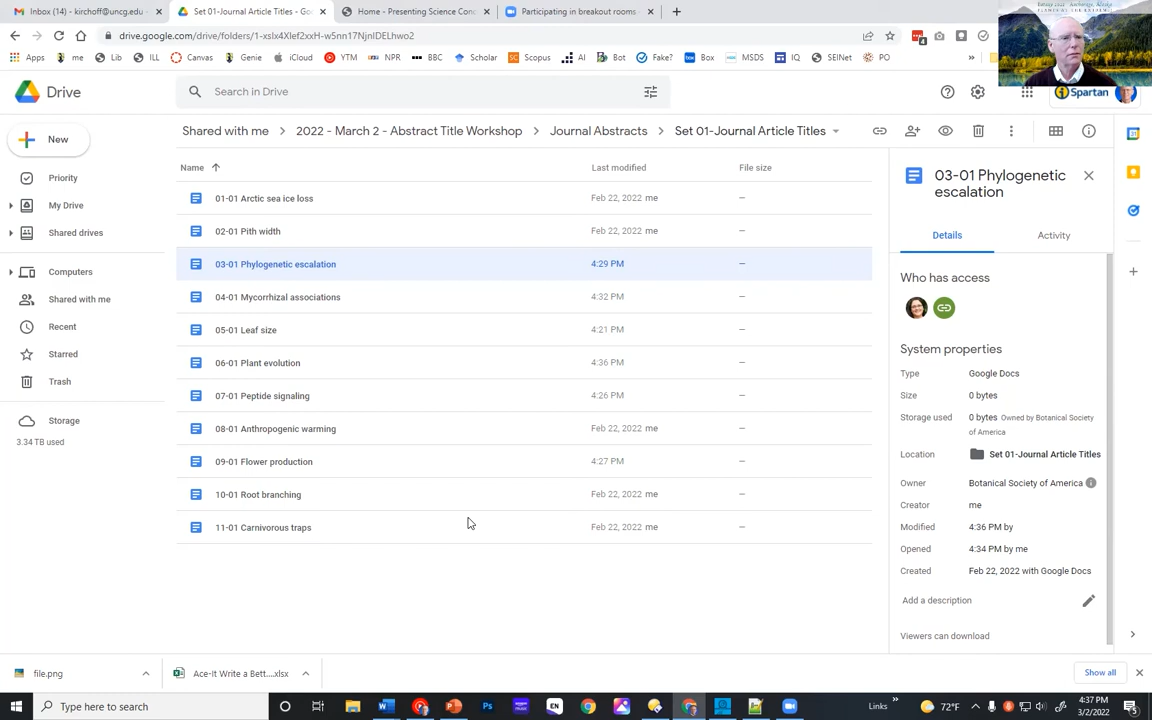 Inbox (14) - kirchoff@uncg.edu -
Set 01-Journal Article Titles - Go
Home - Presenting Science Conc
Participating in breakout rooms -
drive.google.com/drive/folders/1-xslx4Xlef2xxH-w5nn17NjnIDELhwo2
Apps me Lib ILL Canvas Genie iCloud YTM NPR BBC Scholar Scopus AI Bot Fake? Box MSDS IQ SEINet PO
Drive
Search in Drive
Spartan
New
Shared with me > 2022 - March 2 - Abstract Title Workshop > Journal Abstracts > Set 01-Journal Article Titles
Priority
My Drive
Shared drives
Computers
Shared with me
Recent
Starred
Trash
Storage
3.34 TB used
Name Last modified File size
01-01 Arctic sea ice loss Feb 22, 2022 me –
02-01 Pith width Feb 22, 2022 me –
03-01 Phylogenetic escalation 4:29 PM –
04-01 Mycorrhizal associations 4:32 PM –
05-01 Leaf size 4:21 PM –
06-01 Plant evolution 4:36 PM –
07-01 Peptide signaling 4:26 PM –
08-01 Anthropogenic warming Feb 22, 2022 me –
09-01 Flower production 4:27 PM –
10-01 Root branching Feb 22, 2022 me –
11-01 Carnivorous traps Feb 22, 2022 me –
03-01 Phylogenetic
escalation
Details Activity
Who has access
System properties
Type Google Docs
Size 0 bytes
Storage used 0 bytes Owned by Botanical Society
of America
Location Set 01-Journal Article Titles
Owner Botanical Society of America
Creator me
Modified 4:36 PM by
Opened 4:34 PM by me
Created Feb 22, 2022 with Google Docs
Add a description
Viewers can download
file.png
Ace-It Write a Bett....xlsx
Show all
Type here to search
Links
72°F
4:37 PM
3/2/2022